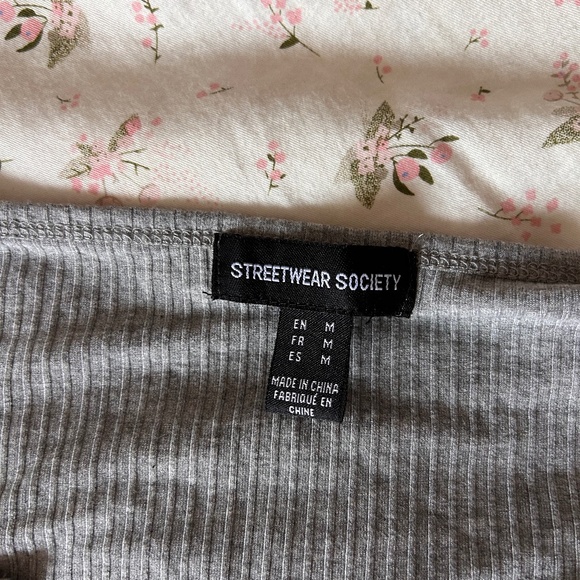 STREETWEAR SOCIETY
EN M
FR M
ES M
MADE IN CHINA
FABRIQUÉ EN
CHINE